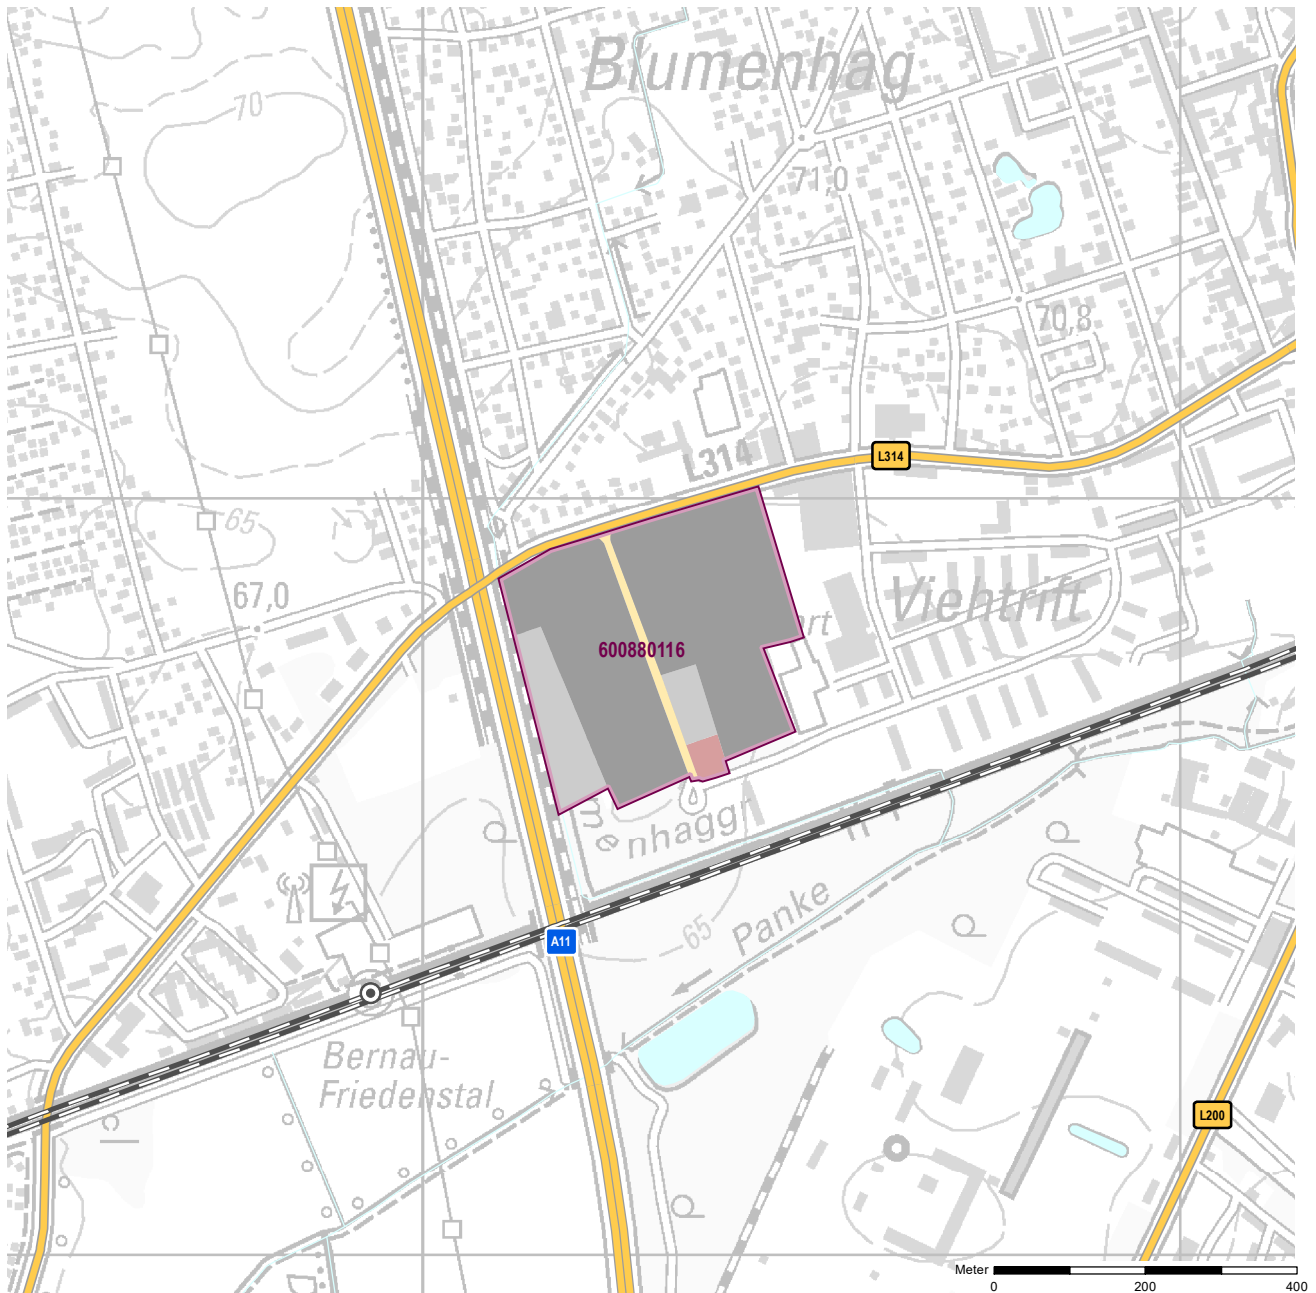 Blumenhag
70
71,0
70,8
L314
L314
65
67,0
Viehtrift
600880116
enhaggr
65
Panke
A11
Bernau-
Friedenstal
L200
Meter
0 200 400